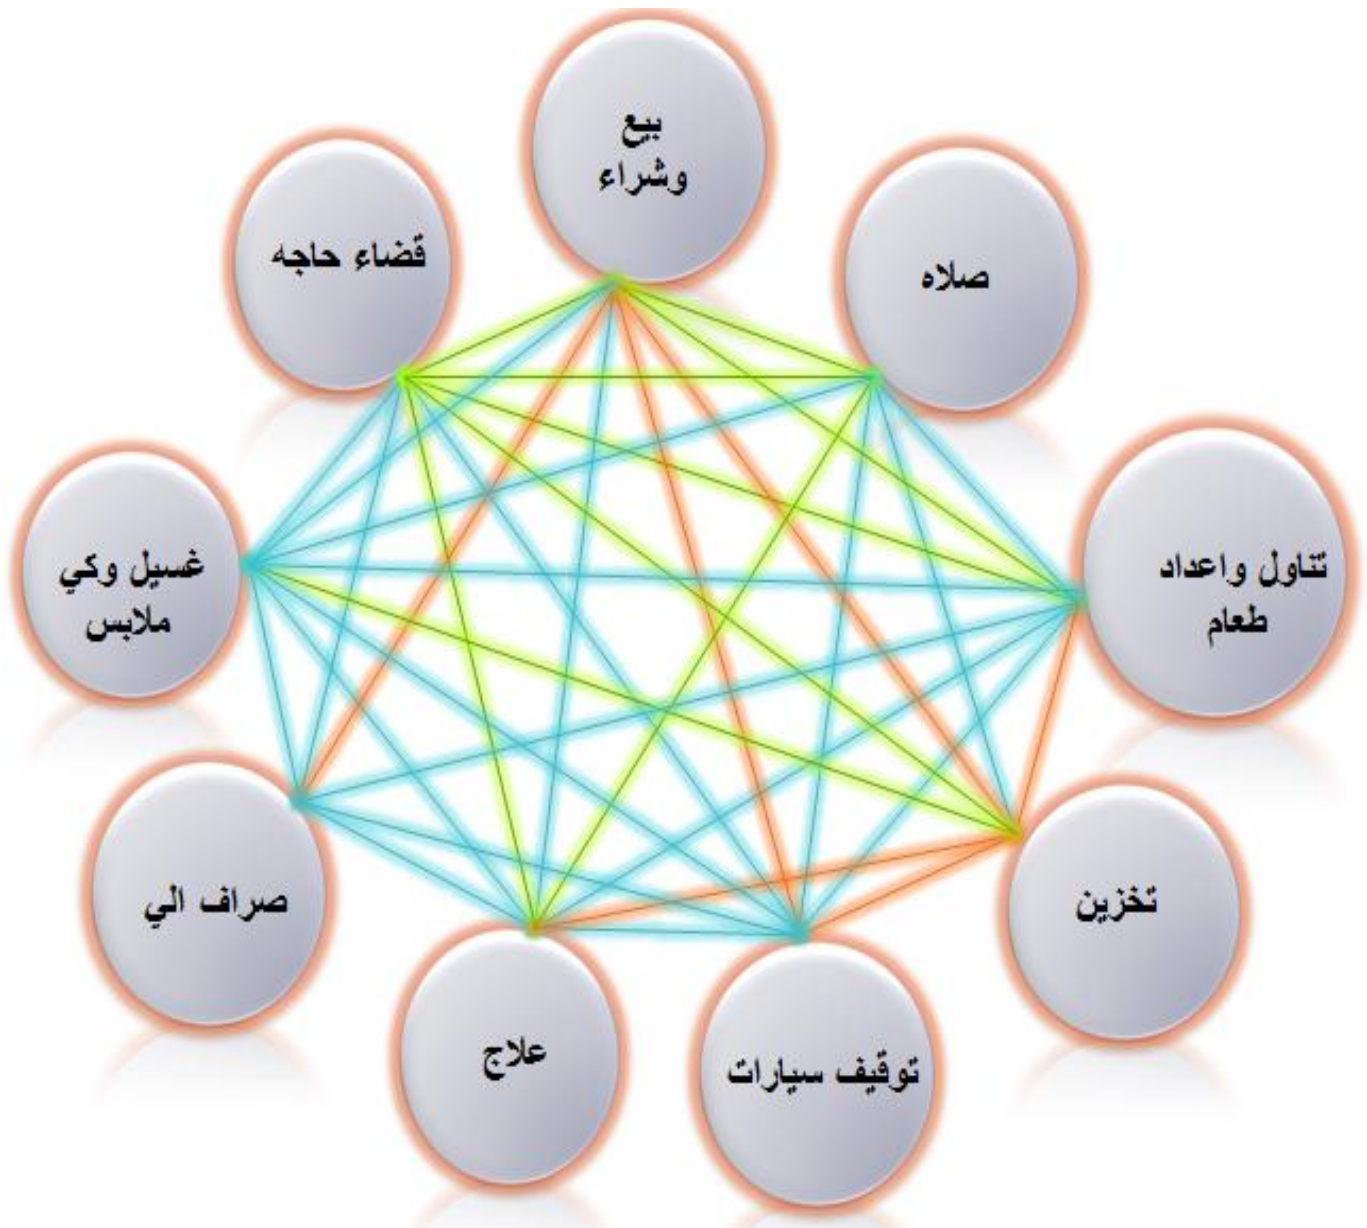 بيع
وشراء
صلاه
قضاء حاجه
تناول واعداد
طعام
غسيل وكي
ملابس
تخزين
صراف الي
توقيف سيارات
علاج